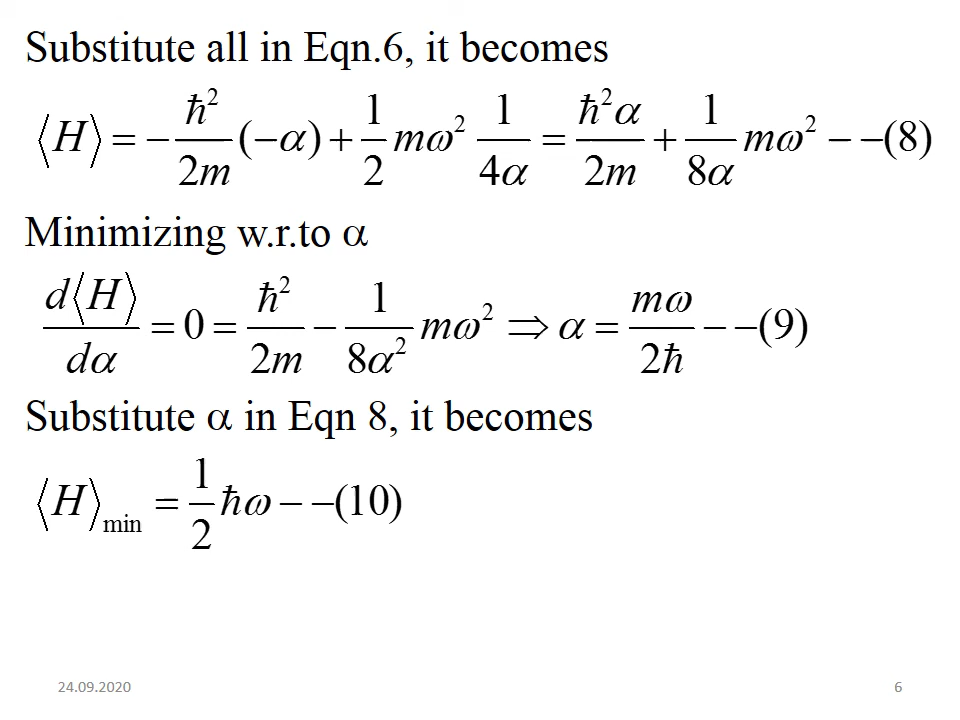 Substitute all in Eqn.6, it becomes
⟨H⟩ = −ℏ²/2m (−α) + 1/2 mω² 1/4α = ℏ²α/2m + 1/8α mω² − −(8)
Minimizing w.r.to α
d⟨H⟩/dα = 0 = ℏ²/2m − 1/8α² mω² ⇒ α = mω/2ℏ − −(9)
Substitute α in Eqn 8, it becomes
⟨H⟩min = 1/2 ℏω − −(10)
24.09.2020
6